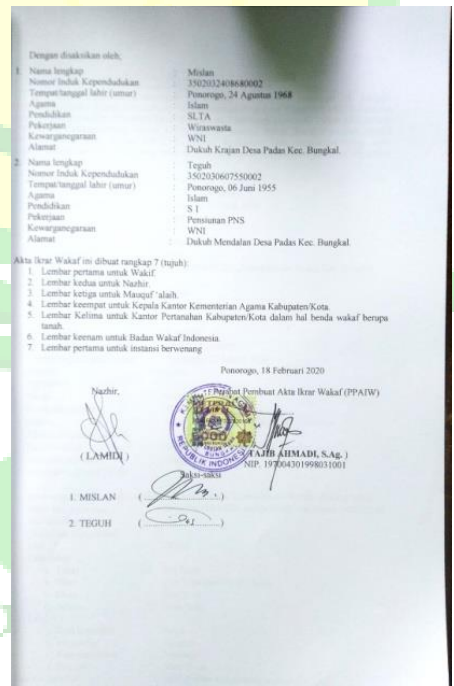 Dengan disaksikan oleh;
1. Nama lengkap : Mislan
Nomor Induk Kependudukan : 3502032408680002
Tempat/tanggal lahir (umur) : Ponorogo, 24 Agustus 1968
Agama : Islam
Pendidikan : SLTA
Pekerjaan : Wiraswasta
Kewarganegaraan : WNI
Alamat : Dukuh Krajan Desa Padas Kec. Bungkal.
2. Nama lengkap : Teguh
Nomor Induk Kependudukan : 3502030607550002
Tempat/tanggal lahir (umur) : Ponorogo, 06 Juni 1955
Agama : Islam
Pendidikan : S 1
Pekerjaan : Pensiunan PNS
Kewarganegaraan : WNI
Alamat : Dukuh Mendalan Desa Padas Kec. Bungkal.
Akta Ikrar Wakaf ini dibuat rangkap 7 (tujuh):
1. Lembar pertama untuk Wakif.
2. Lembar kedua untuk Nazhir.
3. Lembar ketiga untuk Mauquf 'alaih.
4. Lembar keempat untuk Kepala Kantor Kementerian Agama Kabupaten/Kota.
5. Lembar Kelima untuk Kantor Pertanahan Kabupaten/Kota dalam hal benda wakaf berupa
tanah.
6. Lembar keenam untuk Badan Wakaf Indonesia.
7. Lembar pertama untuk instansi berwenang
Ponorogo, 18 Februari 2020
Nazhir,
Pejabat Pembuat Akta Ikrar Wakaf (PPAIW)
REPUBLIK INDONESIA
( LAMIDI )
TAJIB AHMADI, S.Ag. )
NIP. 197004301998031001
Saksi-saksi
1. MISLAN ( )
2. TEGUH ( )